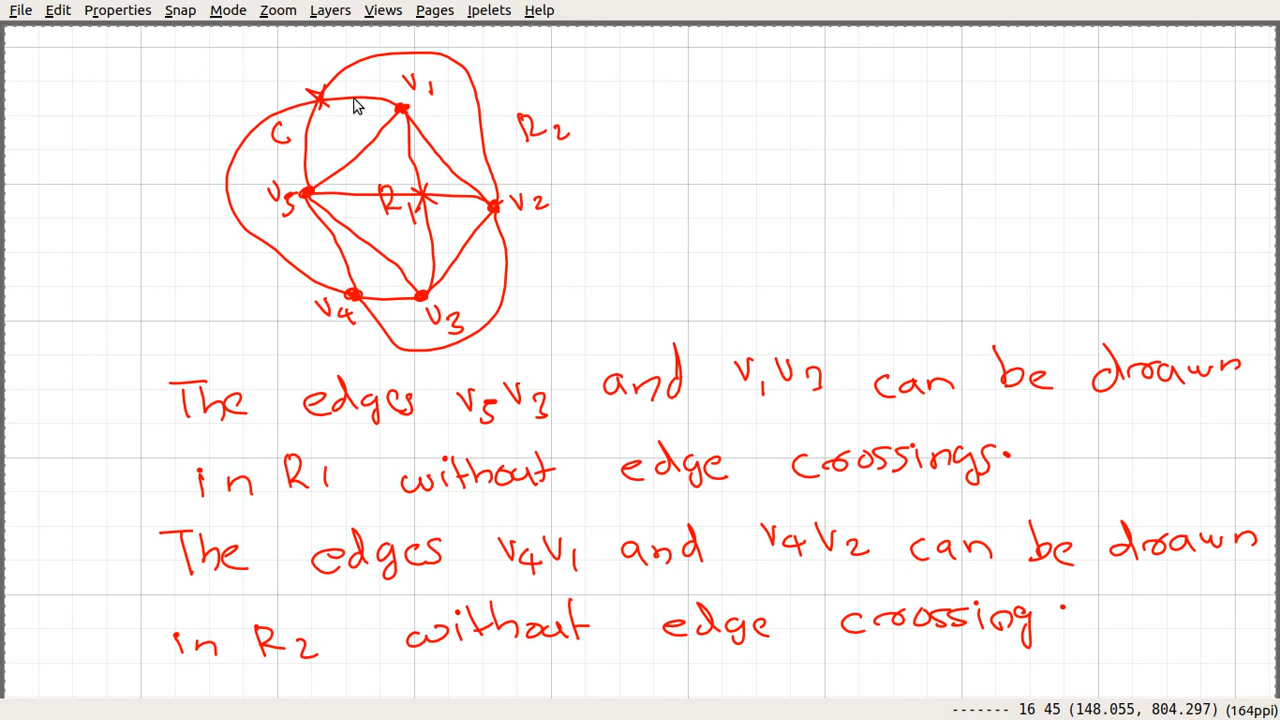 File Edit Properties Snap Mode Zoom Layers Views Pages Ipelets Help
V1
C
R2
V5
R1
V2
V4
V3
The edges V5V3 and V1V3 can be drawn
in R1 without edge crossings.
The edges V4V1 and V4V2 can be drawn
in R2 without edge crossing.
------- 16 45 (148.055, 804.297) (164ppi)